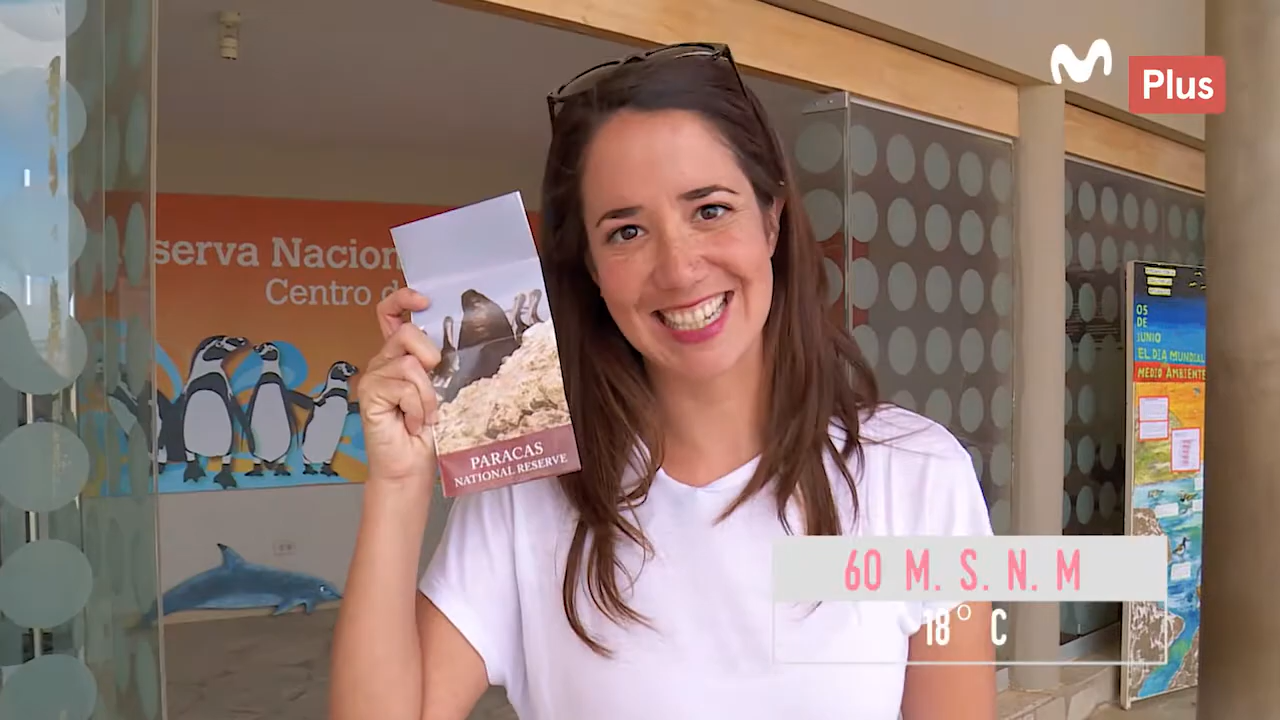 Plus
serva Nacion
Centro d
PARACAS
NATIONAL RESERVE
05
DE
JUNIO
EL DIA MUNDIAL
MEDIO AMBIENTE
60 M. S. N. M
18° C